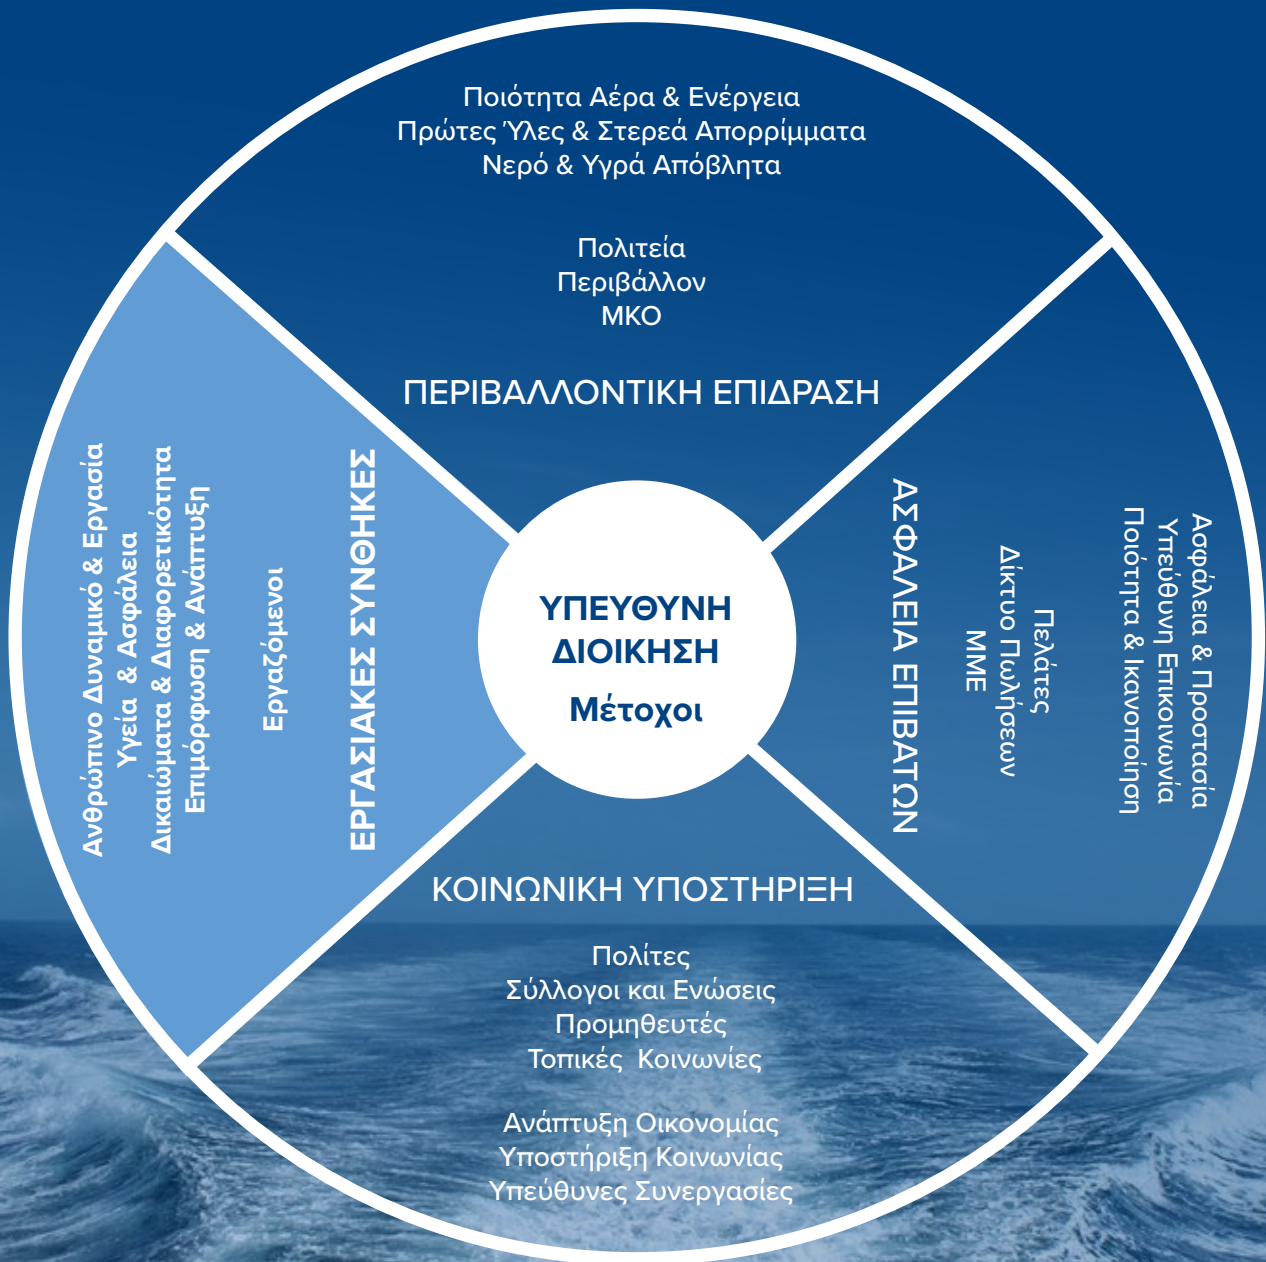 Ποιότητα Αέρα & Ενέργεια
Πρώτες Ύλες & Στερεά Απορρίμματα
Νερό & Υγρά Απόβλητα
Πολιτεία
Περιβάλλον
ΜΚΟ
ΠΕΡΙΒΑΛΛΟΝΤΙΚΗ ΕΠΙΔΡΑΣΗ
Ανθρώπινο Δυναμικό & Εργασία
Υγεία & Ασφάλεια
Δικαιώματα & Διαφορετικότητα
Επιμόρφωση & Ανάπτυξη
Εργαζόμενοι
ΕΡΓΑΣΙΑΚΕΣ ΣΥΝΘΗΚΕΣ
ΥΠΕΥΘΥΝΗ
ΔΙΟΙΚΗΣΗ
Μέτοχοι
Ασφάλεια & Προστασία
Υπεύθυνη Επικοινωνία
Ποιότητα & Ικανοποίηση
Πελάτες
Δίκτυο Πωλήσεων
ΜΜΕ
ΑΣΦΑΛΕΙΑ ΕΠΙΒΑΤΩΝ
ΚΟΙΝΩΝΙΚΗ ΥΠΟΣΤΗΡΙΞΗ
Πολίτες
Σύλλογοι και Ενώσεις
Προμηθευτές
Τοπικές Κοινωνίες
Ανάπτυξη Οικονομίας
Υποστήριξη Κοινωνίας
Υπεύθυνες Συνεργασίες